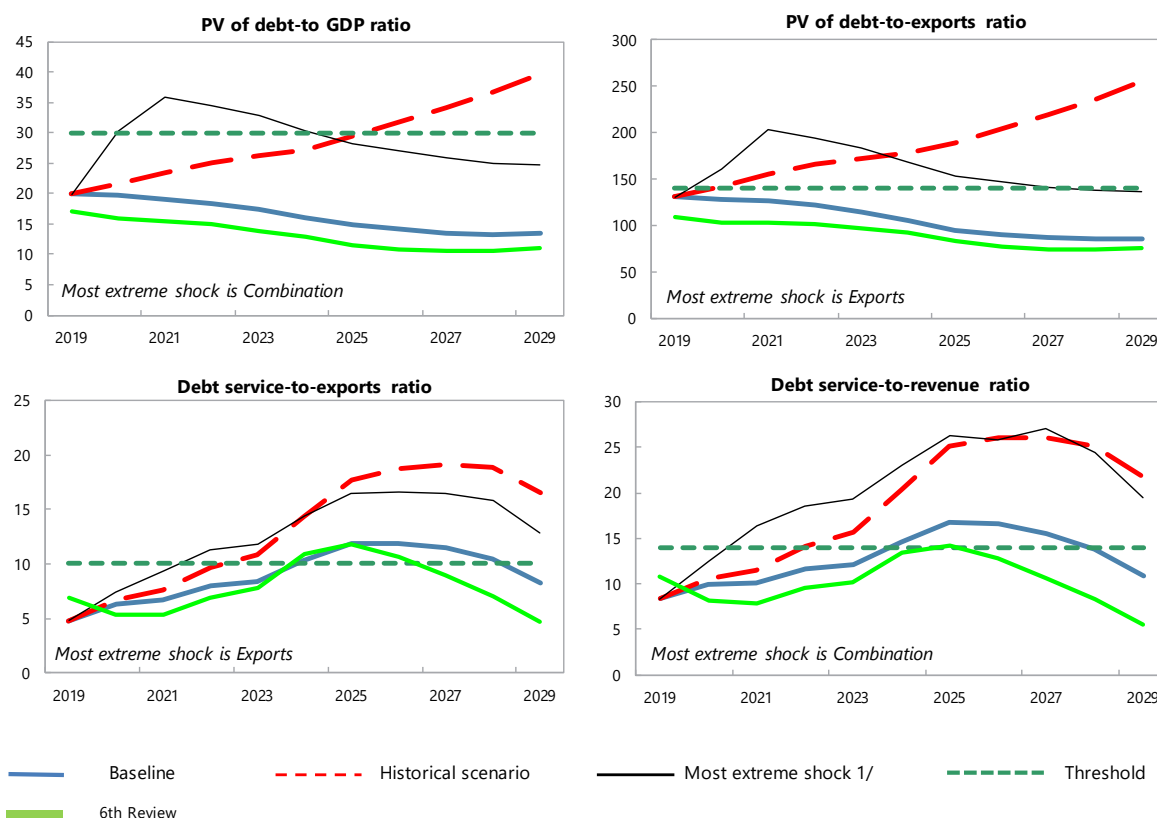 PV of debt-to GDP ratio
45
40
35
30
25
20
15
10
5
0
Most extreme shock is Combination
2019 2021 2023 2025 2027 2029
PV of debt-to-exports ratio
300
250
200
150
100
50
0
Most extreme shock is Exports
2019 2021 2023 2025 2027 2029
Debt service-to-exports ratio
25
20
15
10
5
0
Most extreme shock is Exports
2019 2021 2023 2025 2027 2029
Debt service-to-revenue ratio
30
25
20
15
10
5
0
Most extreme shock is Combination
2019 2021 2023 2025 2027 2029
Baseline Historical scenario Most extreme shock 1/ Threshold
6th Review